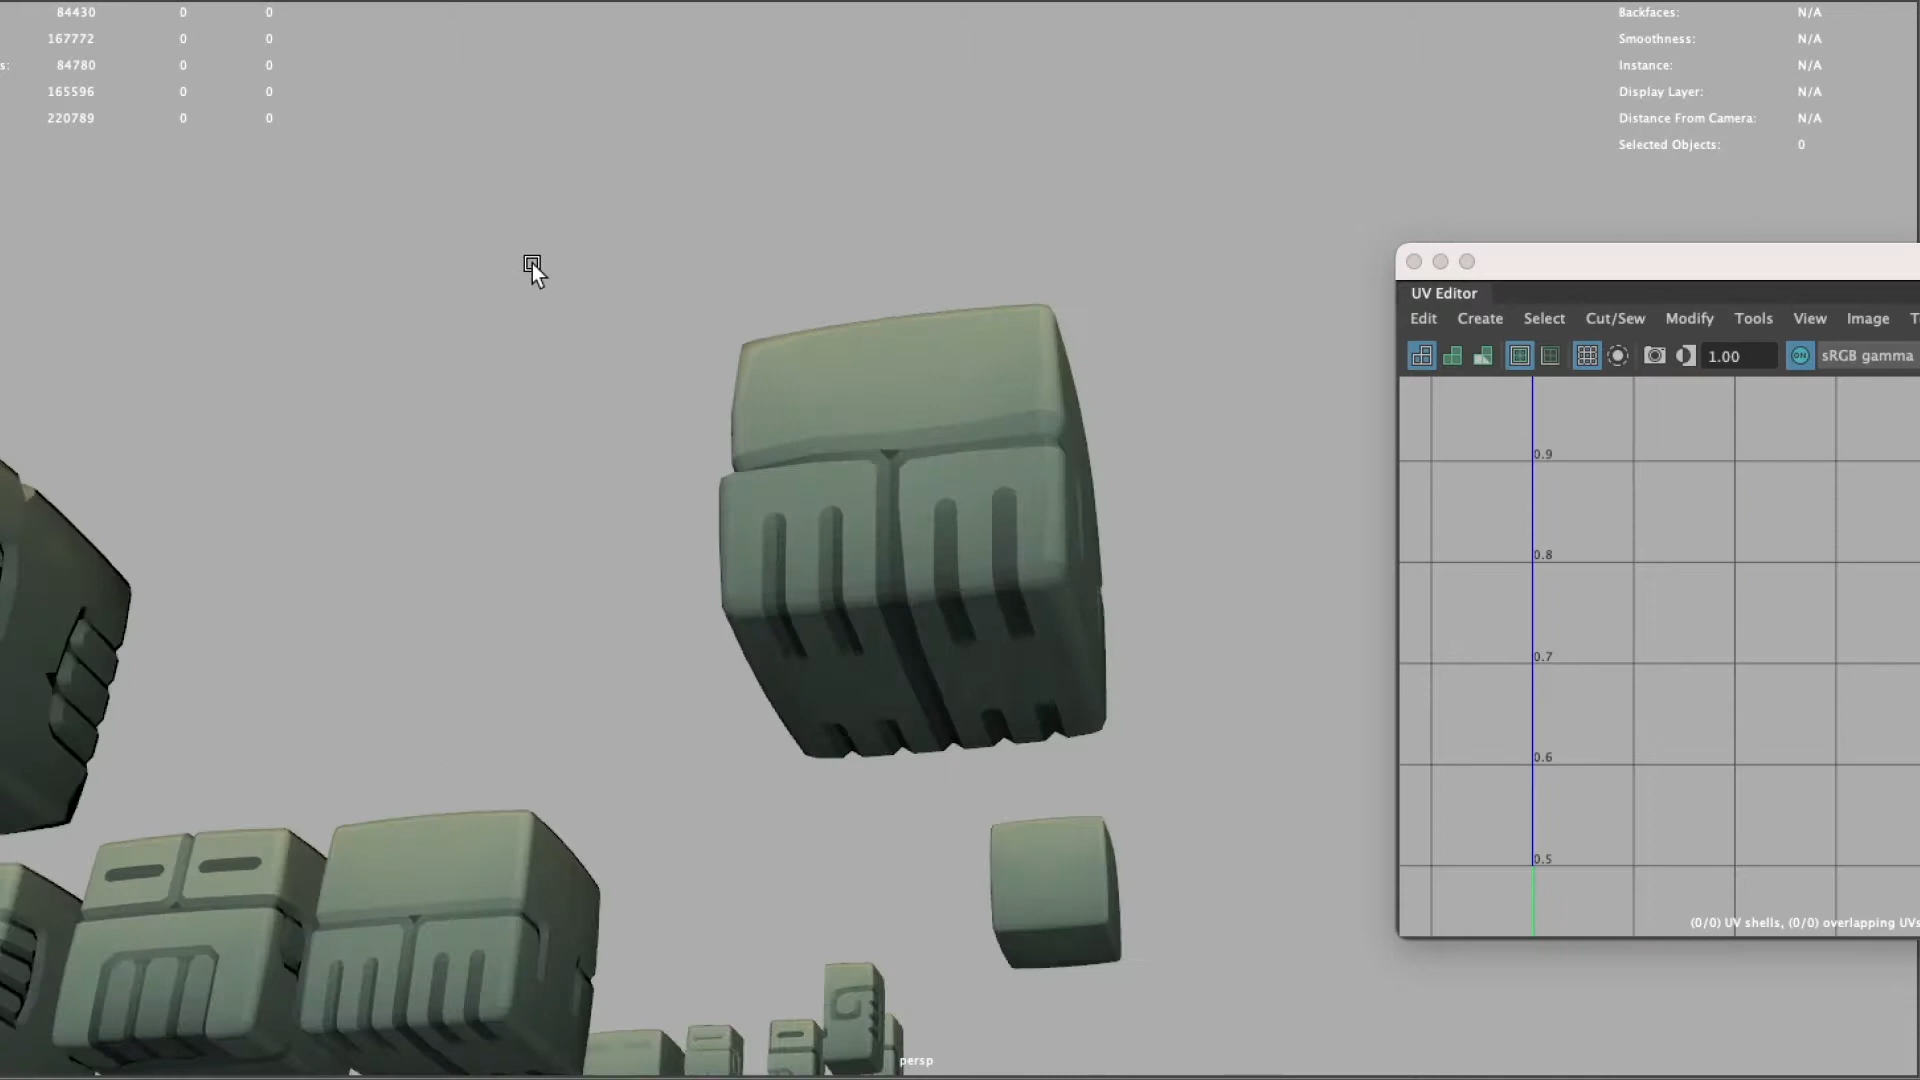 84430 0 0
167772 0 0
s: 84780 0 0
165596 0 0
220789 0 0
Backfaces: N/A
Smoothness: N/A
Instance: N/A
Display Layer: N/A
Distance From Camera: N/A
Selected Objects: 0
UV Editor
Edit Create Select Cut/Sew Modify Tools View Image T
1.00 ON sRGB gamma
0.9
0.8
0.7
0.6
0.5
(0/0) UV shells, (0/0) overlapping UVs
persp